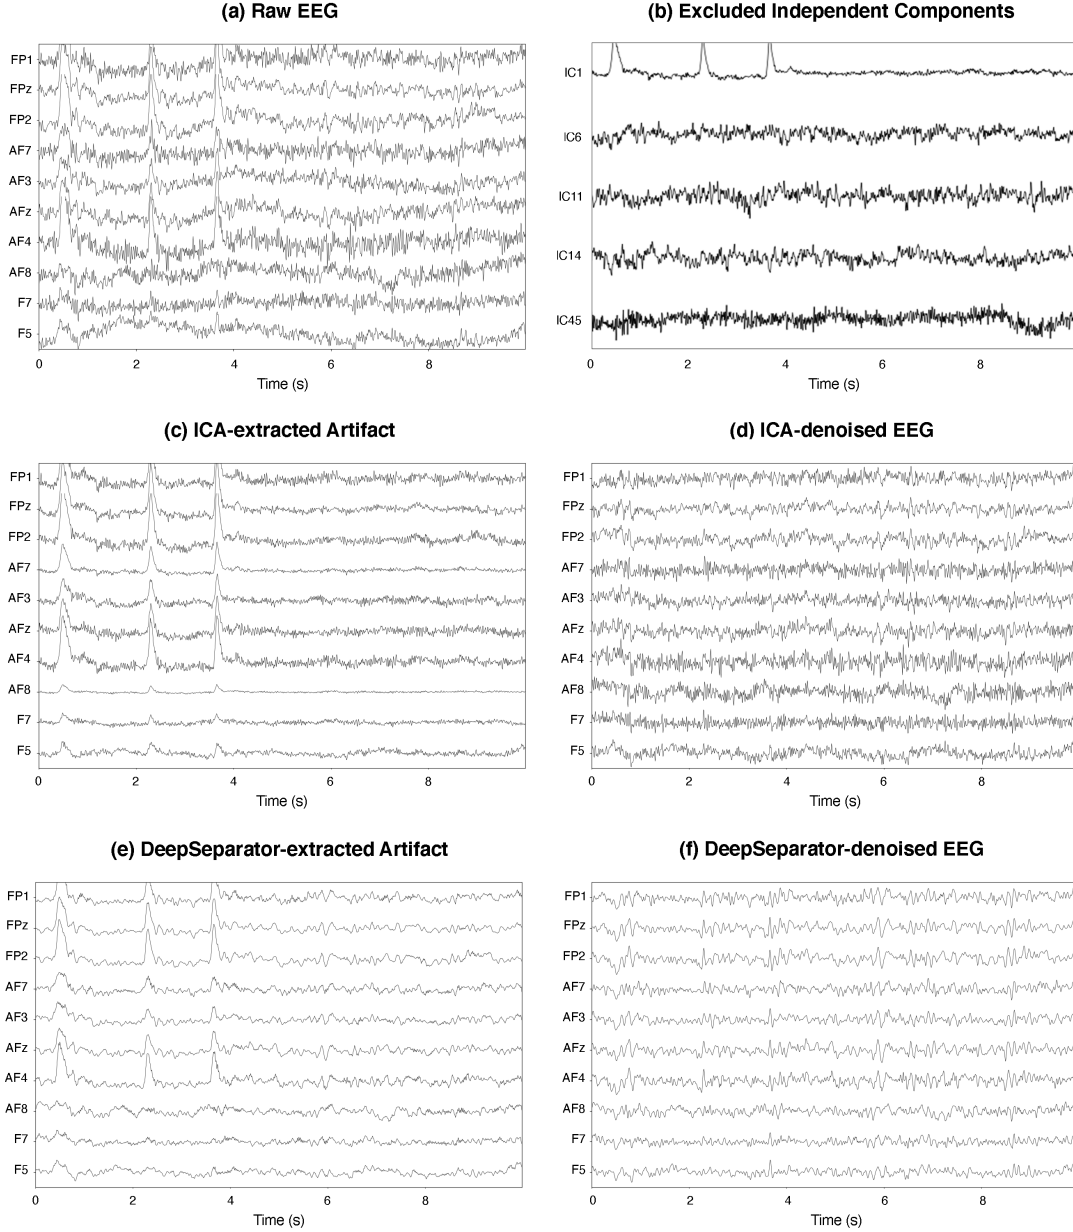 (a) Raw EEG
FP1
FPz
FP2
AF7
AF3
AFz
AF4
AF8
F7
F5
0 2 4 6 8
Time (s)
(b) Excluded Independent Components
IC1
IC6
IC11
IC14
IC45
0 2 4 6 8
Time (s)
(c) ICA-extracted Artifact
FP1
FPz
FP2
AF7
AF3
AFz
AF4
AF8
F7
F5
0 2 4 6 8
Time (s)
(d) ICA-denoised EEG
FP1
FPz
FP2
AF7
AF3
AFz
AF4
AF8
F7
F5
0 2 4 6 8
Time (s)
(e) DeepSeparator-extracted Artifact
FP1
FPz
FP2
AF7
AF3
AFz
AF4
AF8
F7
F5
0 2 4 6 8
Time (s)
(f) DeepSeparator-denoised EEG
FP1
FPz
FP2
AF7
AF3
AFz
AF4
AF8
F7
F5
0 2 4 6 8
Time (s)